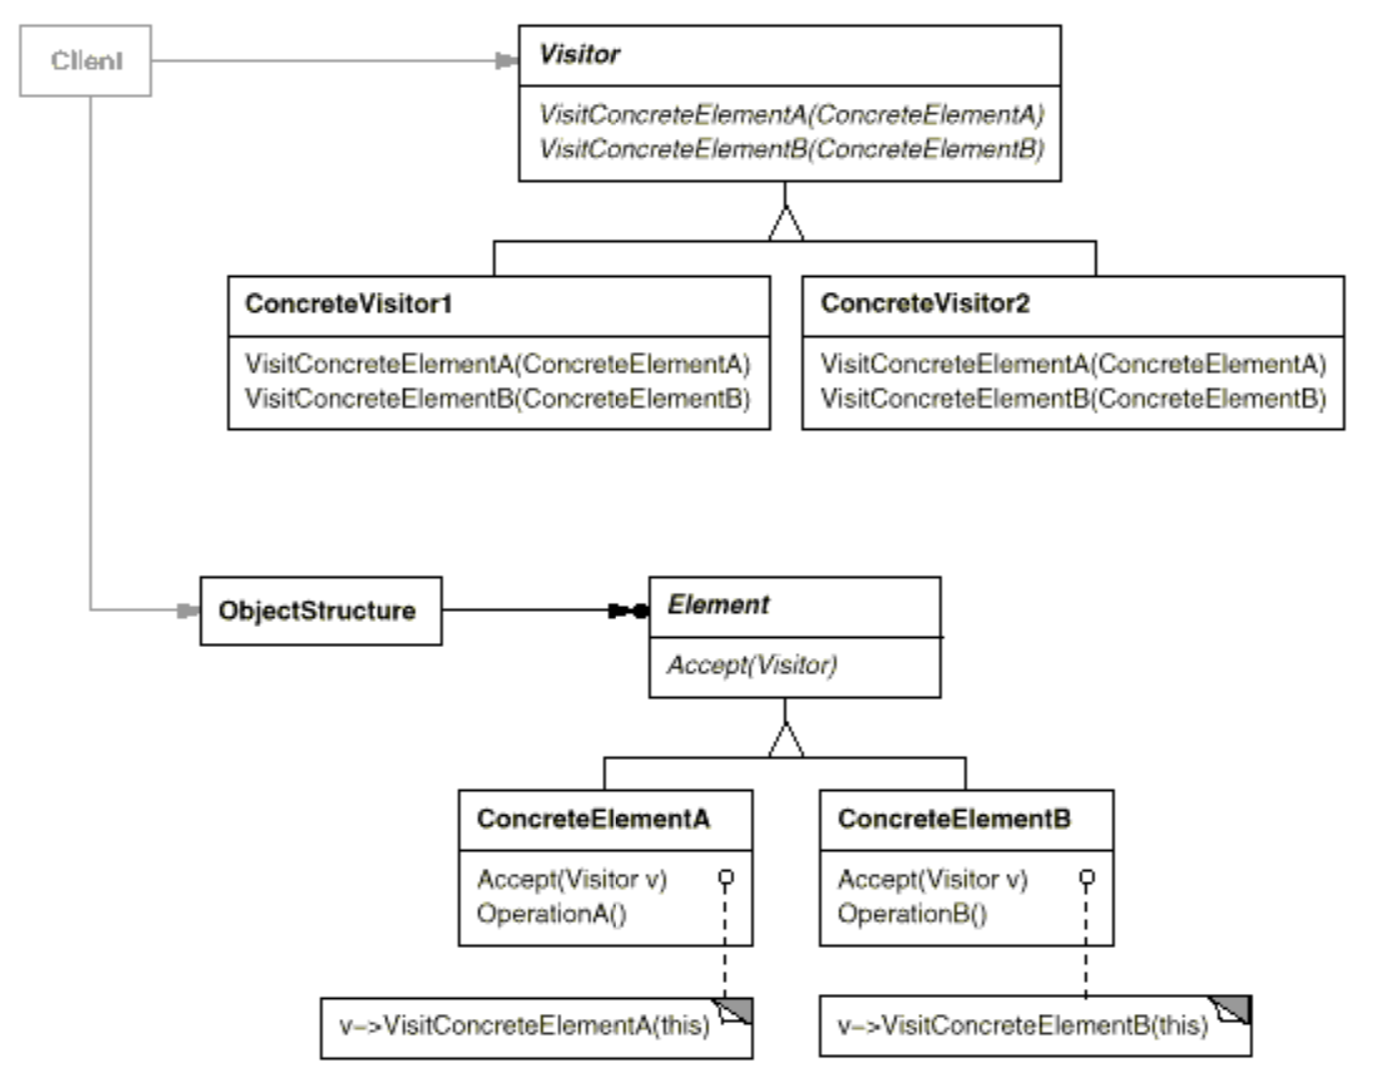 Client
Visitor
VisitConcreteElementA(ConcreteElementA)
VisitConcreteElementB(ConcreteElementB)
ConcreteVisitor1
VisitConcreteElementA(ConcreteElementA)
VisitConcreteElementB(ConcreteElementB)
ConcreteVisitor2
VisitConcreteElementA(ConcreteElementA)
VisitConcreteElementB(ConcreteElementB)
ObjectStructure
Element
Accept(Visitor)
ConcreteElementA
Accept(Visitor v)
OperationA()
ConcreteElementB
Accept(Visitor v)
OperationB()
v->VisitConcreteElementA(this)
v->VisitConcreteElementB(this)